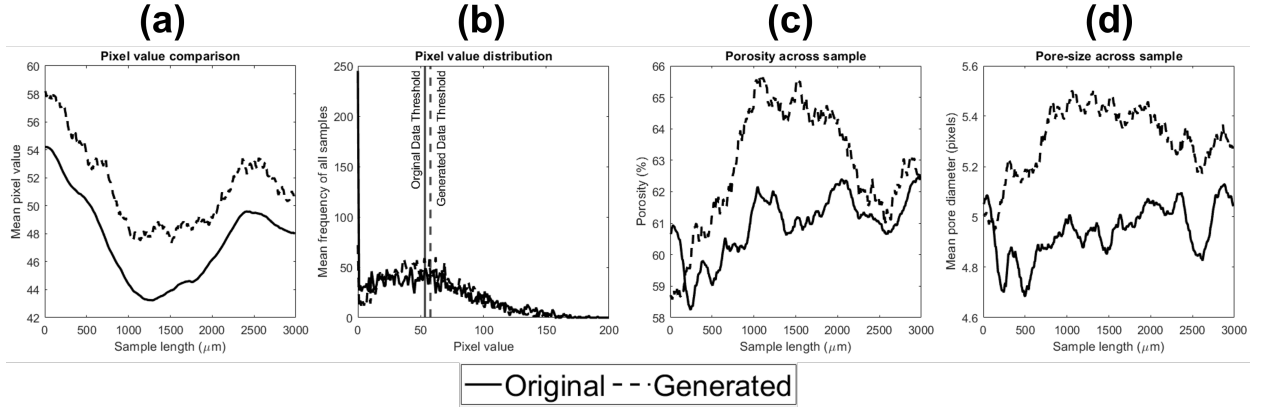 (a)
(b)
(c)
(d)
Pixel value comparison
60
58
56
54
52
50
48
46
44
42
Mean pixel value
0 500 1000 1500 2000 2500 3000
Sample length (μm)
Pixel value distribution
250
200
150
100
50
0
Mean frequency of all samples
Orginal Data Threshold
Generated Data Threshold
0 50 100 150 200
Pixel value
Porosity across sample
66
65
64
63
62
61
60
59
58
Porosity (%)
0 500 1000 1500 2000 2500 3000
Sample length (μm)
Pore-size across sample
5.6
5.4
5.2
5
4.8
4.6
Mean pore diameter (pixels)
0 500 1000 1500 2000 2500 3000
Sample length (μm)
Original Generated